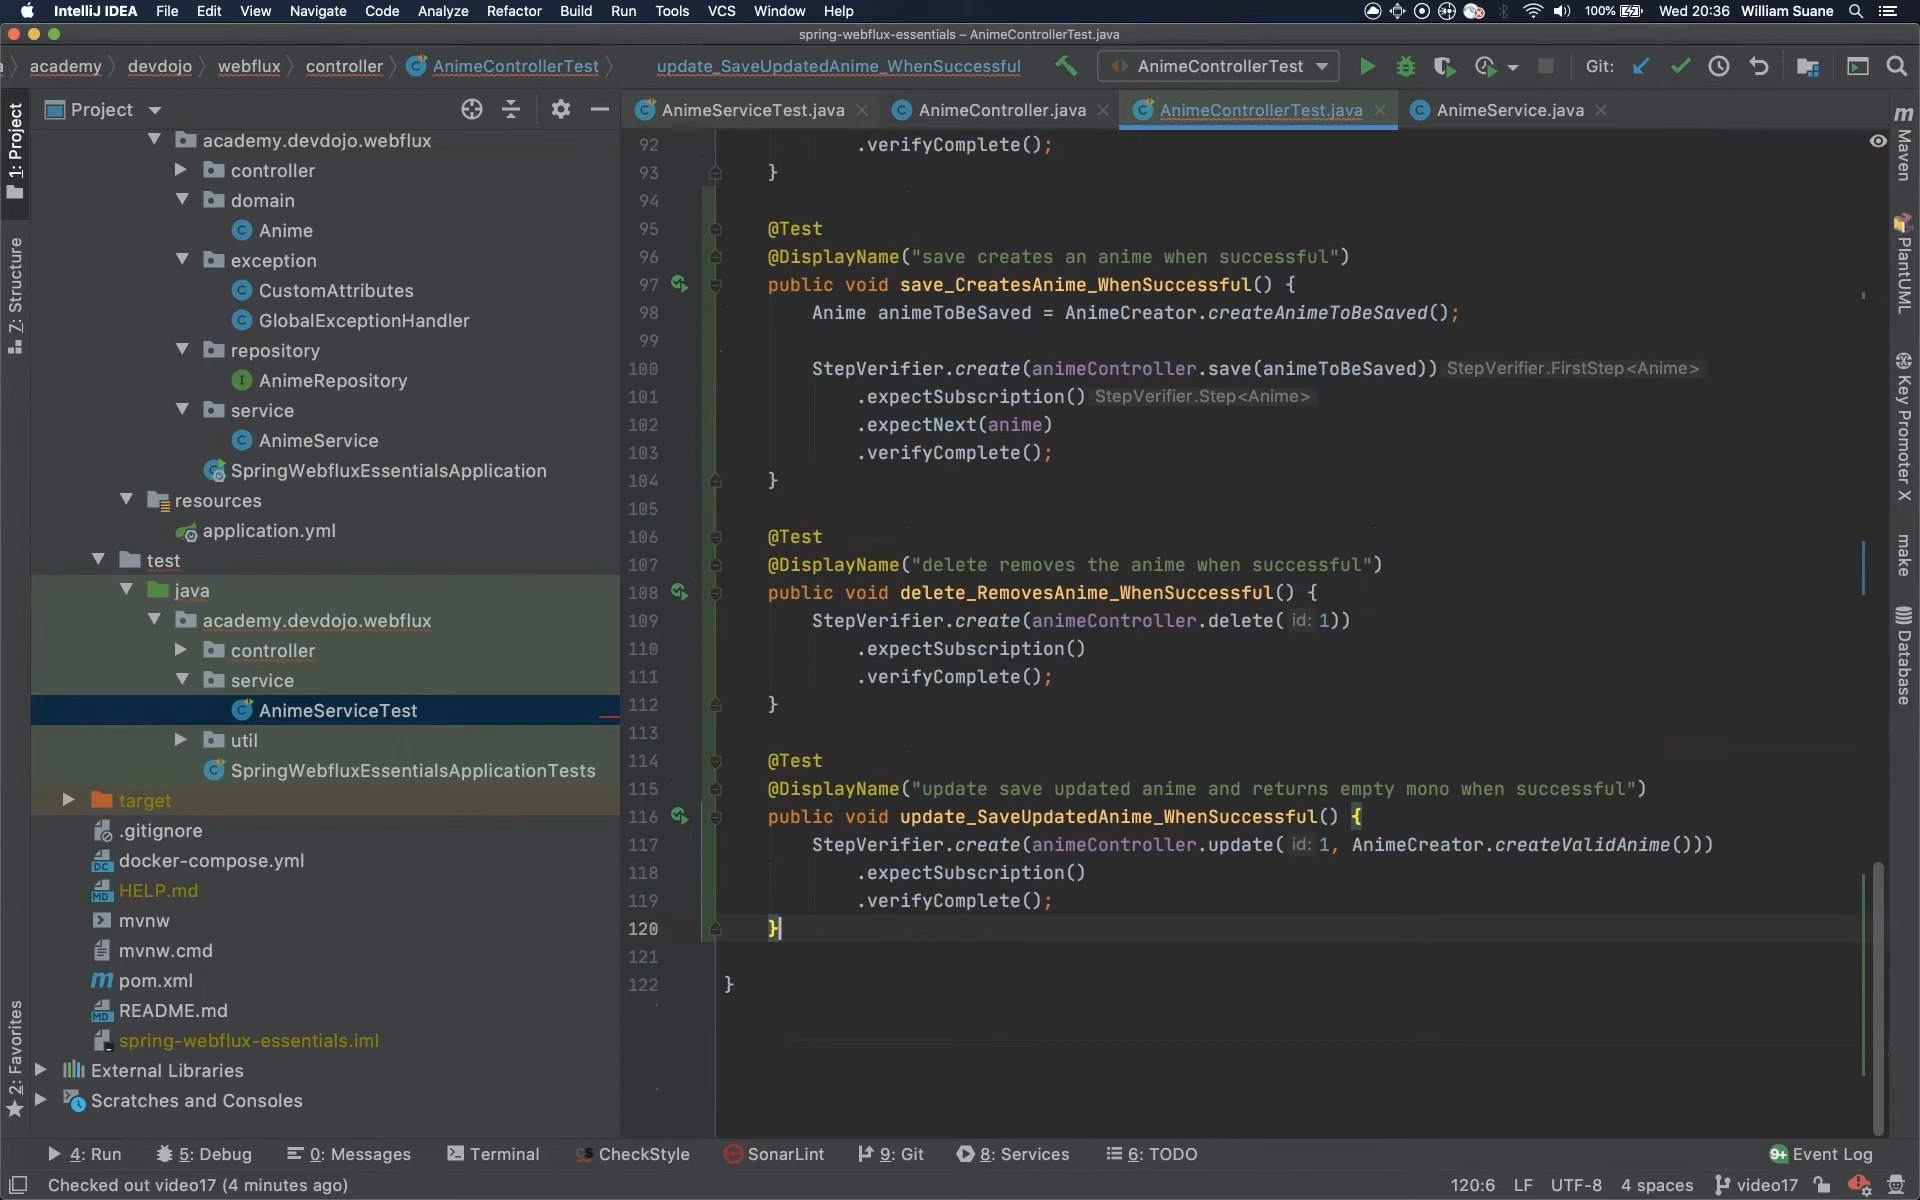 IntelliJ IDEA File Edit View Navigate Code Analyze Refactor Build Run Tools VCS Window Help 100% Wed 20:36 William Suane
spring-webflux-essentials – AnimeControllerTest.java
academy devdojo webflux controller AnimeControllerTest update_SaveUpdatedAnime_WhenSuccessful AnimeControllerTest Git:
Project
AnimeServiceTest.java AnimeController.java AnimeControllerTest.java AnimeService.java
1: Project
7: Structure
2: Favorites
academy.devdojo.webflux
controller
domain
Anime
exception
CustomAttributes
GlobalExceptionHandler
repository
AnimeRepository
service
AnimeService
SpringWebfluxEssentialsApplication
resources
application.yml
test
java
academy.devdojo.webflux
controller
service
AnimeServiceTest
util
SpringWebfluxEssentialsApplicationTests
target
.gitignore
docker-compose.yml
HELP.md
mvnw
mvnw.cmd
pom.xml
README.md
spring-webflux-essentials.iml
External Libraries
Scratches and Consoles
92 .verifyComplete();
93 }
94
95 @Test
96 @DisplayName("save creates an anime when successful")
97 public void save_CreatesAnime_WhenSuccessful() {
98 Anime animeToBeSaved = AnimeCreator.createAnimeToBeSaved();
99
100 StepVerifier.create(animeController.save(animeToBeSaved)) StepVerifier.FirstStep<Anime>
101 .expectSubscription() StepVerifier.Step<Anime>
102 .expectNext(anime)
103 .verifyComplete();
104 }
105
106 @Test
107 @DisplayName("delete removes the anime when successful")
108 public void delete_RemovesAnime_WhenSuccessful() {
109 StepVerifier.create(animeController.delete( id: 1))
110 .expectSubscription()
111 .verifyComplete();
112 }
113
114 @Test
115 @DisplayName("update save updated anime and returns empty mono when successful")
116 public void update_SaveUpdatedAnime_WhenSuccessful() {
117 StepVerifier.create(animeController.update( id: 1, AnimeCreator.createValidAnime()))
118 .expectSubscription()
119 .verifyComplete();
120 }
121
122 }
m Maven
PlantUML
Key Promoter X
make
Database
4: Run 5: Debug 0: Messages Terminal CheckStyle SonarLint 9: Git 8: Services 6: TODO 9+ Event Log
Checked out video17 (4 minutes ago) 120:6 LF UTF-8 4 spaces video17